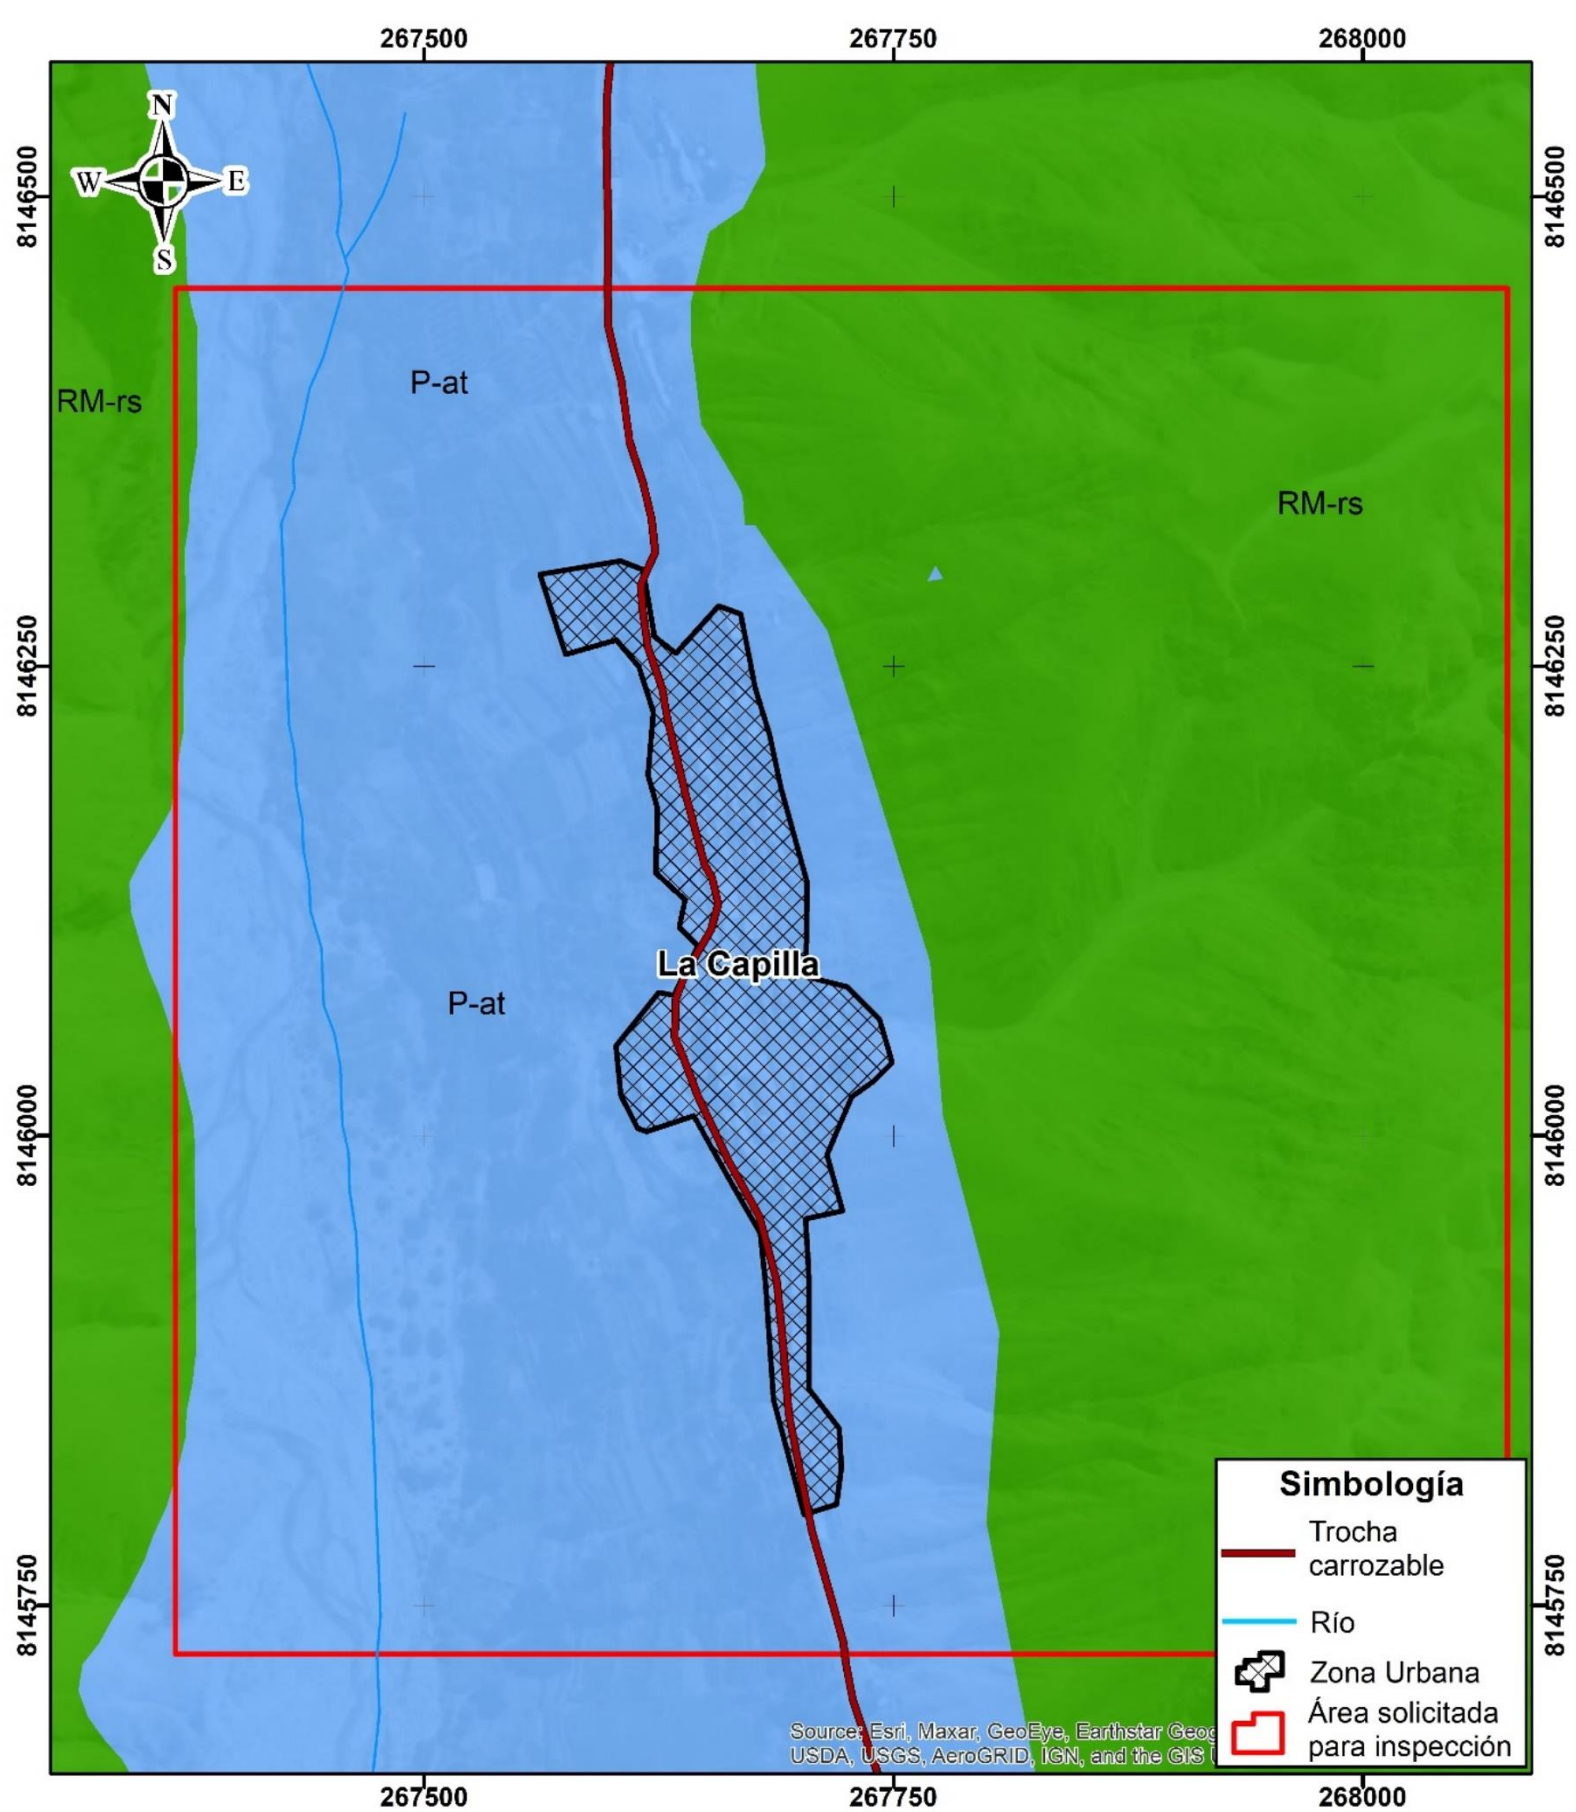 267500 267750 268000
N
W E
S
8146500 8146500
P-at
RM-rs
RM-rs
8146250 8146250
La Capilla
P-at
8146000 8146000
Simbología
Trocha
carrozable
Río
Zona Urbana
Área solicitada
para inspección
8145750 8145750
Source: Esri, Maxar, GeoEye, Earthstar
USDA, USGS, AeroGRID, IGN, and the GIS
267500 267750 268000